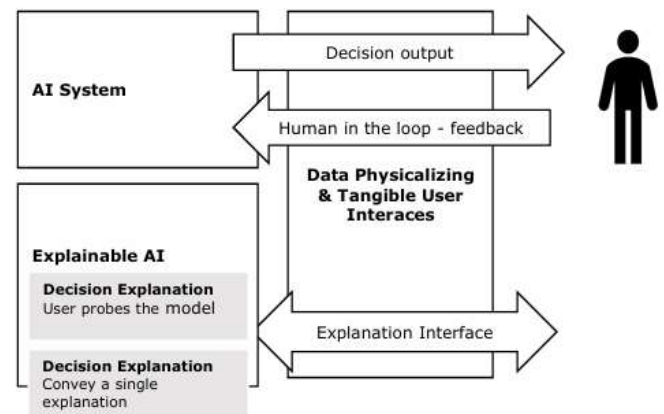 Decision output
AI System
Human in the loop - feedback
Data Physicalizing
& Tangible User
Interaces
Explainable AI
Decision Explanation
User probes the model
Explanation Interface
Decision Explanation
Convey a single
explanation